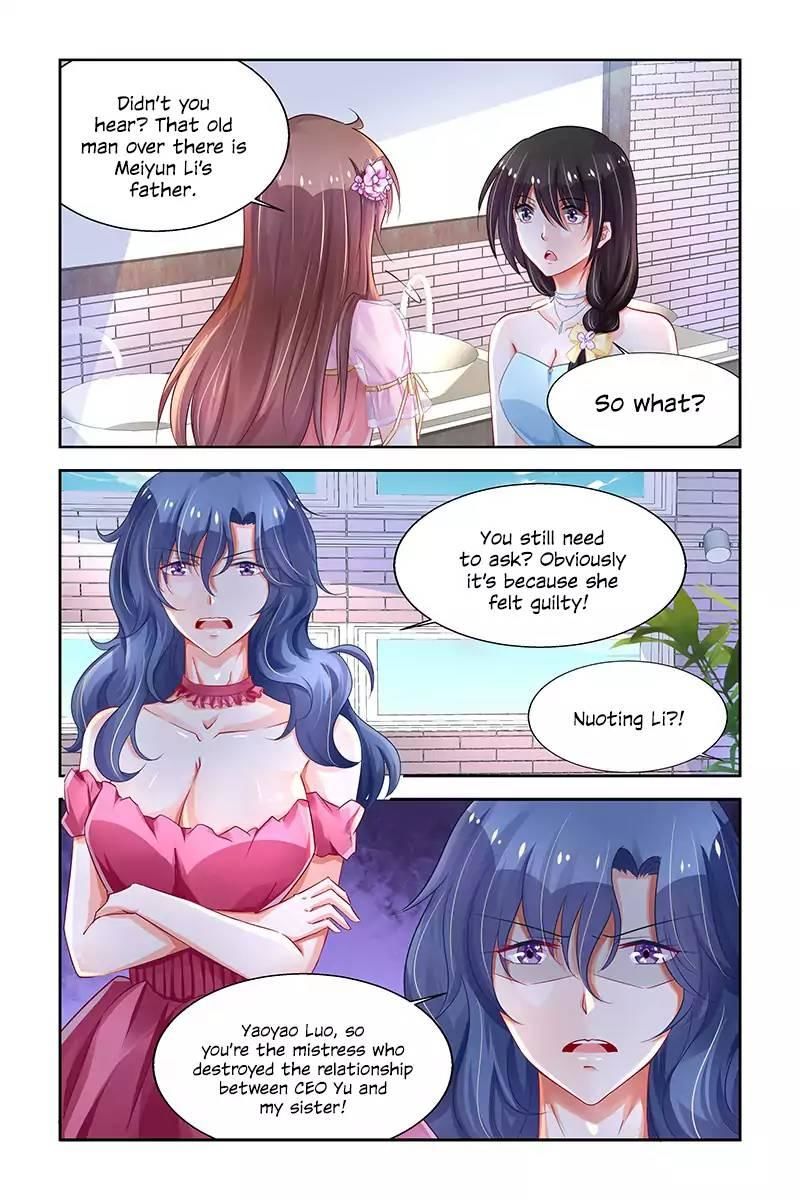 Didn't you
hear? That old
man over there is
Meiyun Li's
father.
So what?
You still need
to ask? Obviously
it's because she
felt guilty!
Nuoting Li?!
Yaoyao Luo, so
you're the mistress who
destroyed the relationship
between CEO Yu and
my sister!